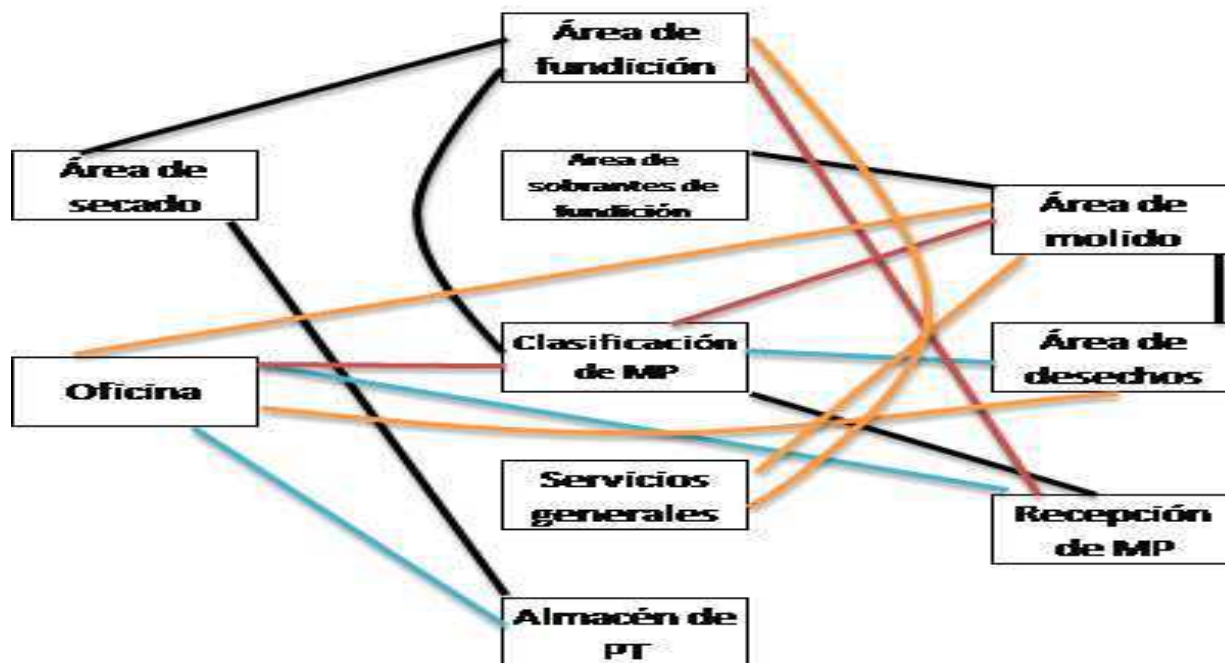 Área de
fundición
Área de
secado
Area de
sobrantes de
fundición
Área de
molido
Oficina
Clasificación
de MP
Área de
desechos
Servicios
generales
Recepción
de MP
Almacén de
PT